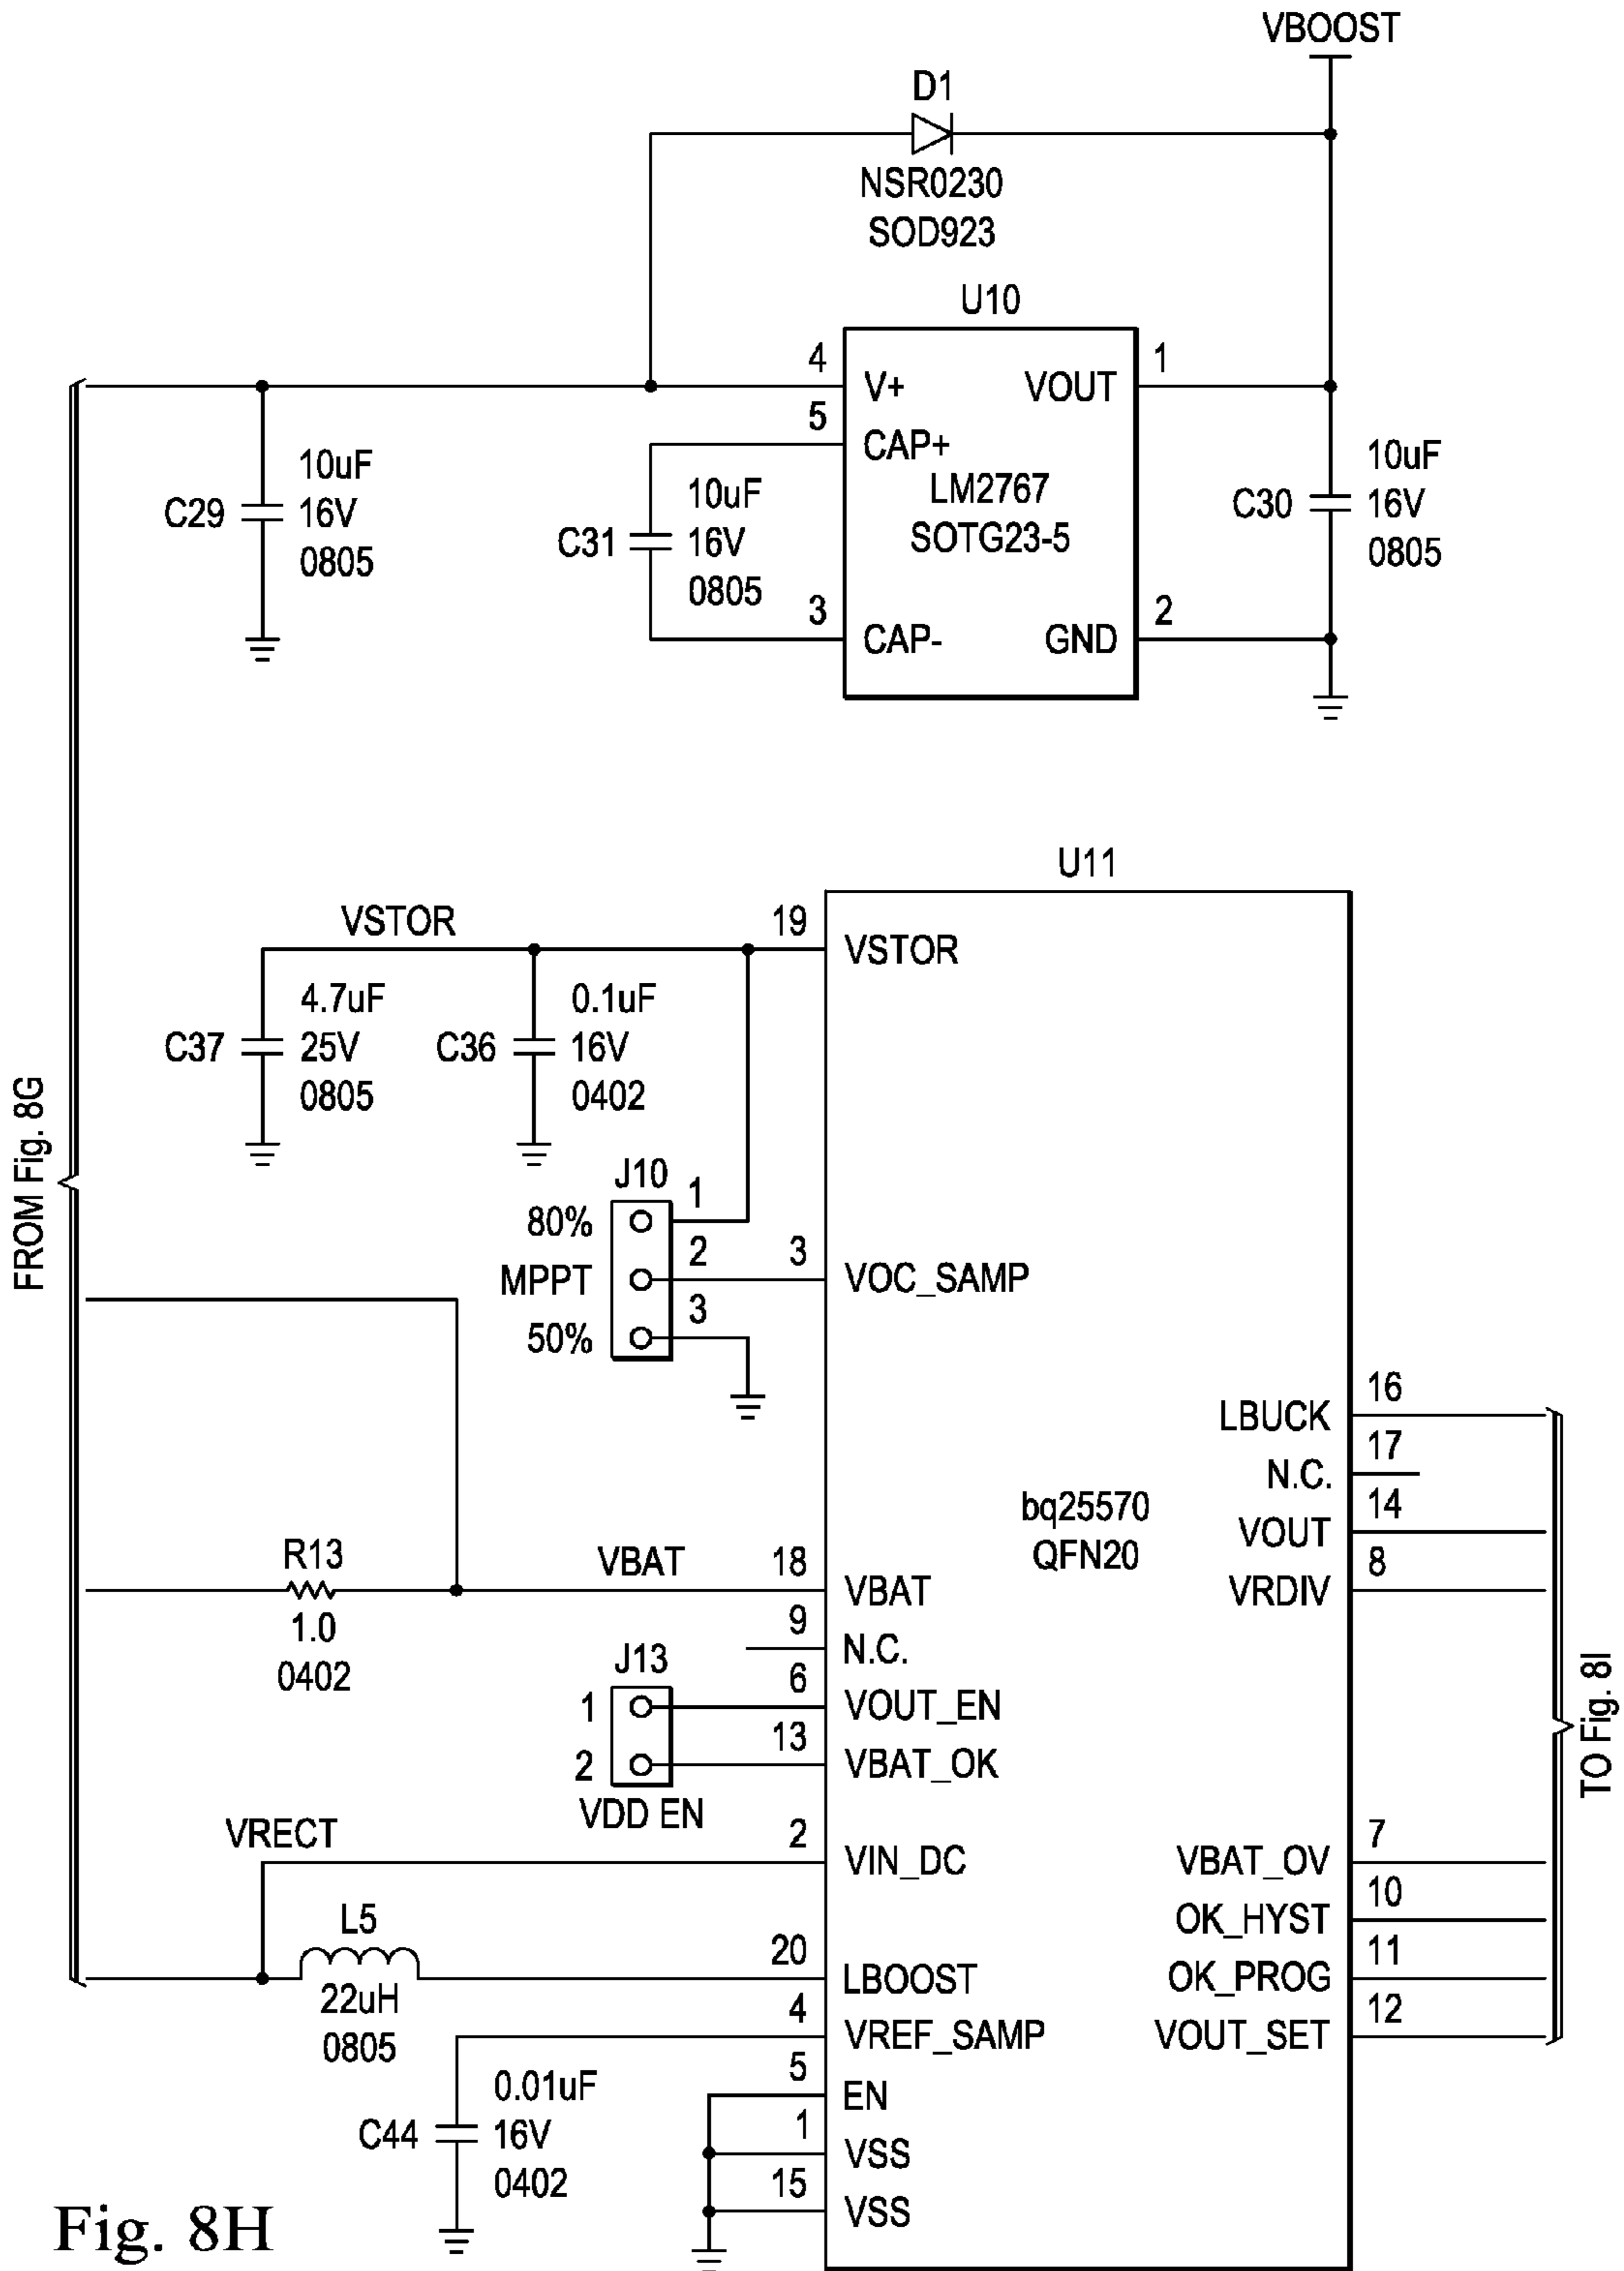 VBOOST
D1
NSR0230
SOD923
U10
4
V+
VOUT
1
5
CAP+
LM2767
SOTG23-5
3
CAP-
GND
2
C29
10uF
16V
0805
C31
10uF
16V
0805
C30
10uF
16V
0805
FROM Fig. 8G
U11
VSTOR
19
VSTOR
C37
4.7uF
25V
0805
C36
0.1uF
16V
0402
J10
80%
1
MPPT
2
50%
3
3
VOC_SAMP
bq25570
QFN20
16
LBUCK
17
N.C.
14
VOUT
8
VRDIV
R13
1.0
0402
VBAT
18
VBAT
9
N.C.
J13
1
2
VDD EN
6
VOUT_EN
13
VBAT_OK
VRECT
2
VIN_DC
L5
22uH
0805
20
LBOOST
4
VREF_SAMP
5
EN
1
VSS
15
VSS
C44
0.01uF
16V
0402
7
VBAT_OV
10
OK_HYST
11
OK_PROG
12
VOUT_SET
TO Fig. 8I
Fig. 8H